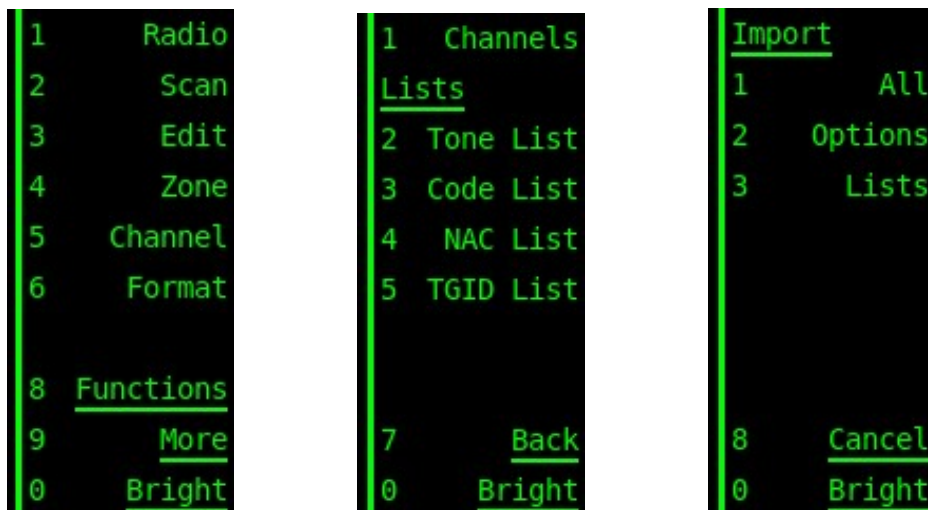 1 Radio
2 Scan
3 Edit
4 Zone
5 Channel
6 Format
8 Functions
9 More
0 Bright
1 Channels
Lists
2 Tone List
3 Code List
4 NAC List
5 TGID List
7 Back
0 Bright
Import
1 All
2 Options
3 Lists
8 Cancel
0 Bright